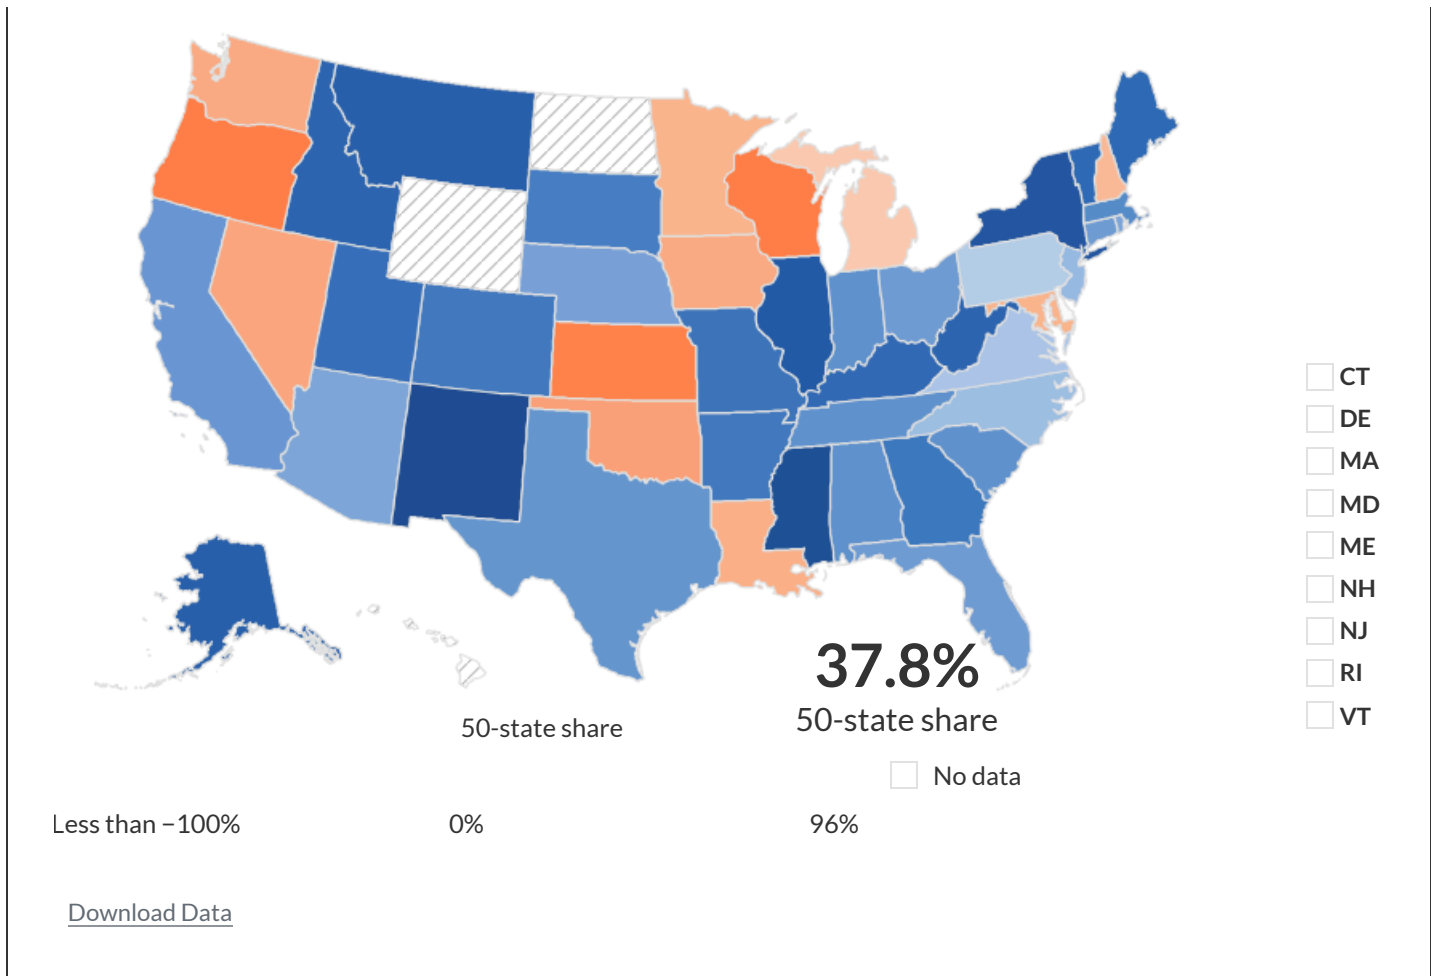 CT
DE
MA
MD
ME
NH
NJ
RI
VT
37.8%
50-state share
50-state share
No data
Less than −100%
0%
96%
Download Data